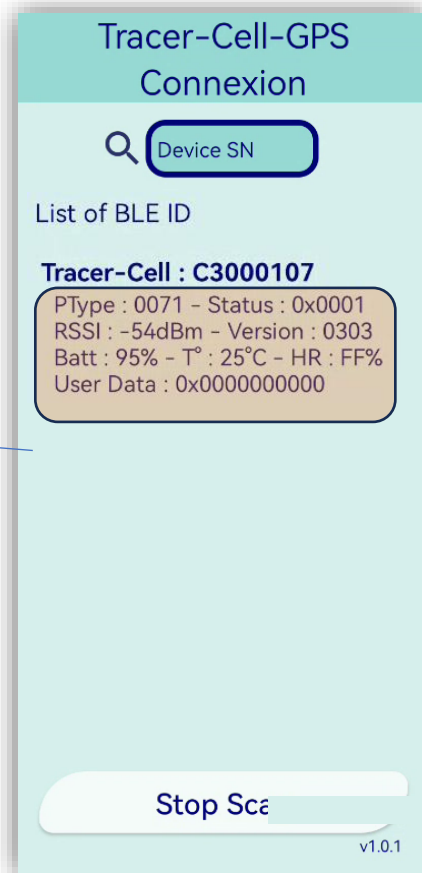 Tracer-Cell-GPS
Connexion
Device SN
List of BLE ID
Tracer-Cell : C3000107
PType : 0071 - Status : 0x0001
RSSI : -54dBm - Version : 0303
Batt : 95% - T° : 25°C - HR : FF%
User Data : 0x0000000000
Stop
v1.0.1